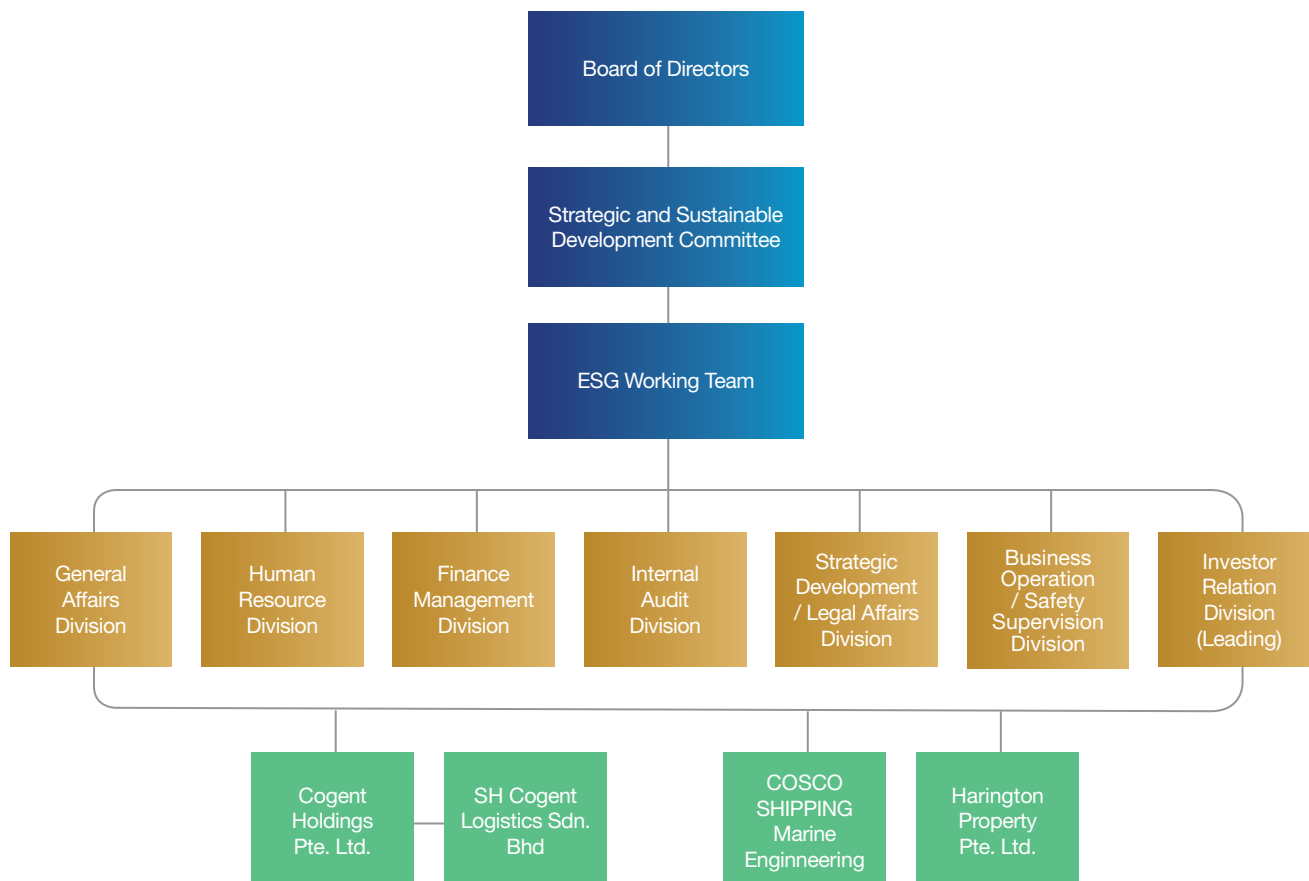 Board of Directors
Strategic and Sustainable
Development Committee
ESG Working Team
General
Affairs
Division
Human
Resource
Division
Finance
Management
Division
Internal
Audit
Division
Strategic
Development
/ Legal Affairs
Division
Business
Operation
/ Safety
Supervision
Division
Investor
Relation
Division
(Leading)
Cogent
Holdings
Pte. Ltd.
SH Cogent
Logistics Sdn.
Bhd
COSCO
SHIPPING
Marine
Enginneering
Harington
Property
Pte. Ltd.